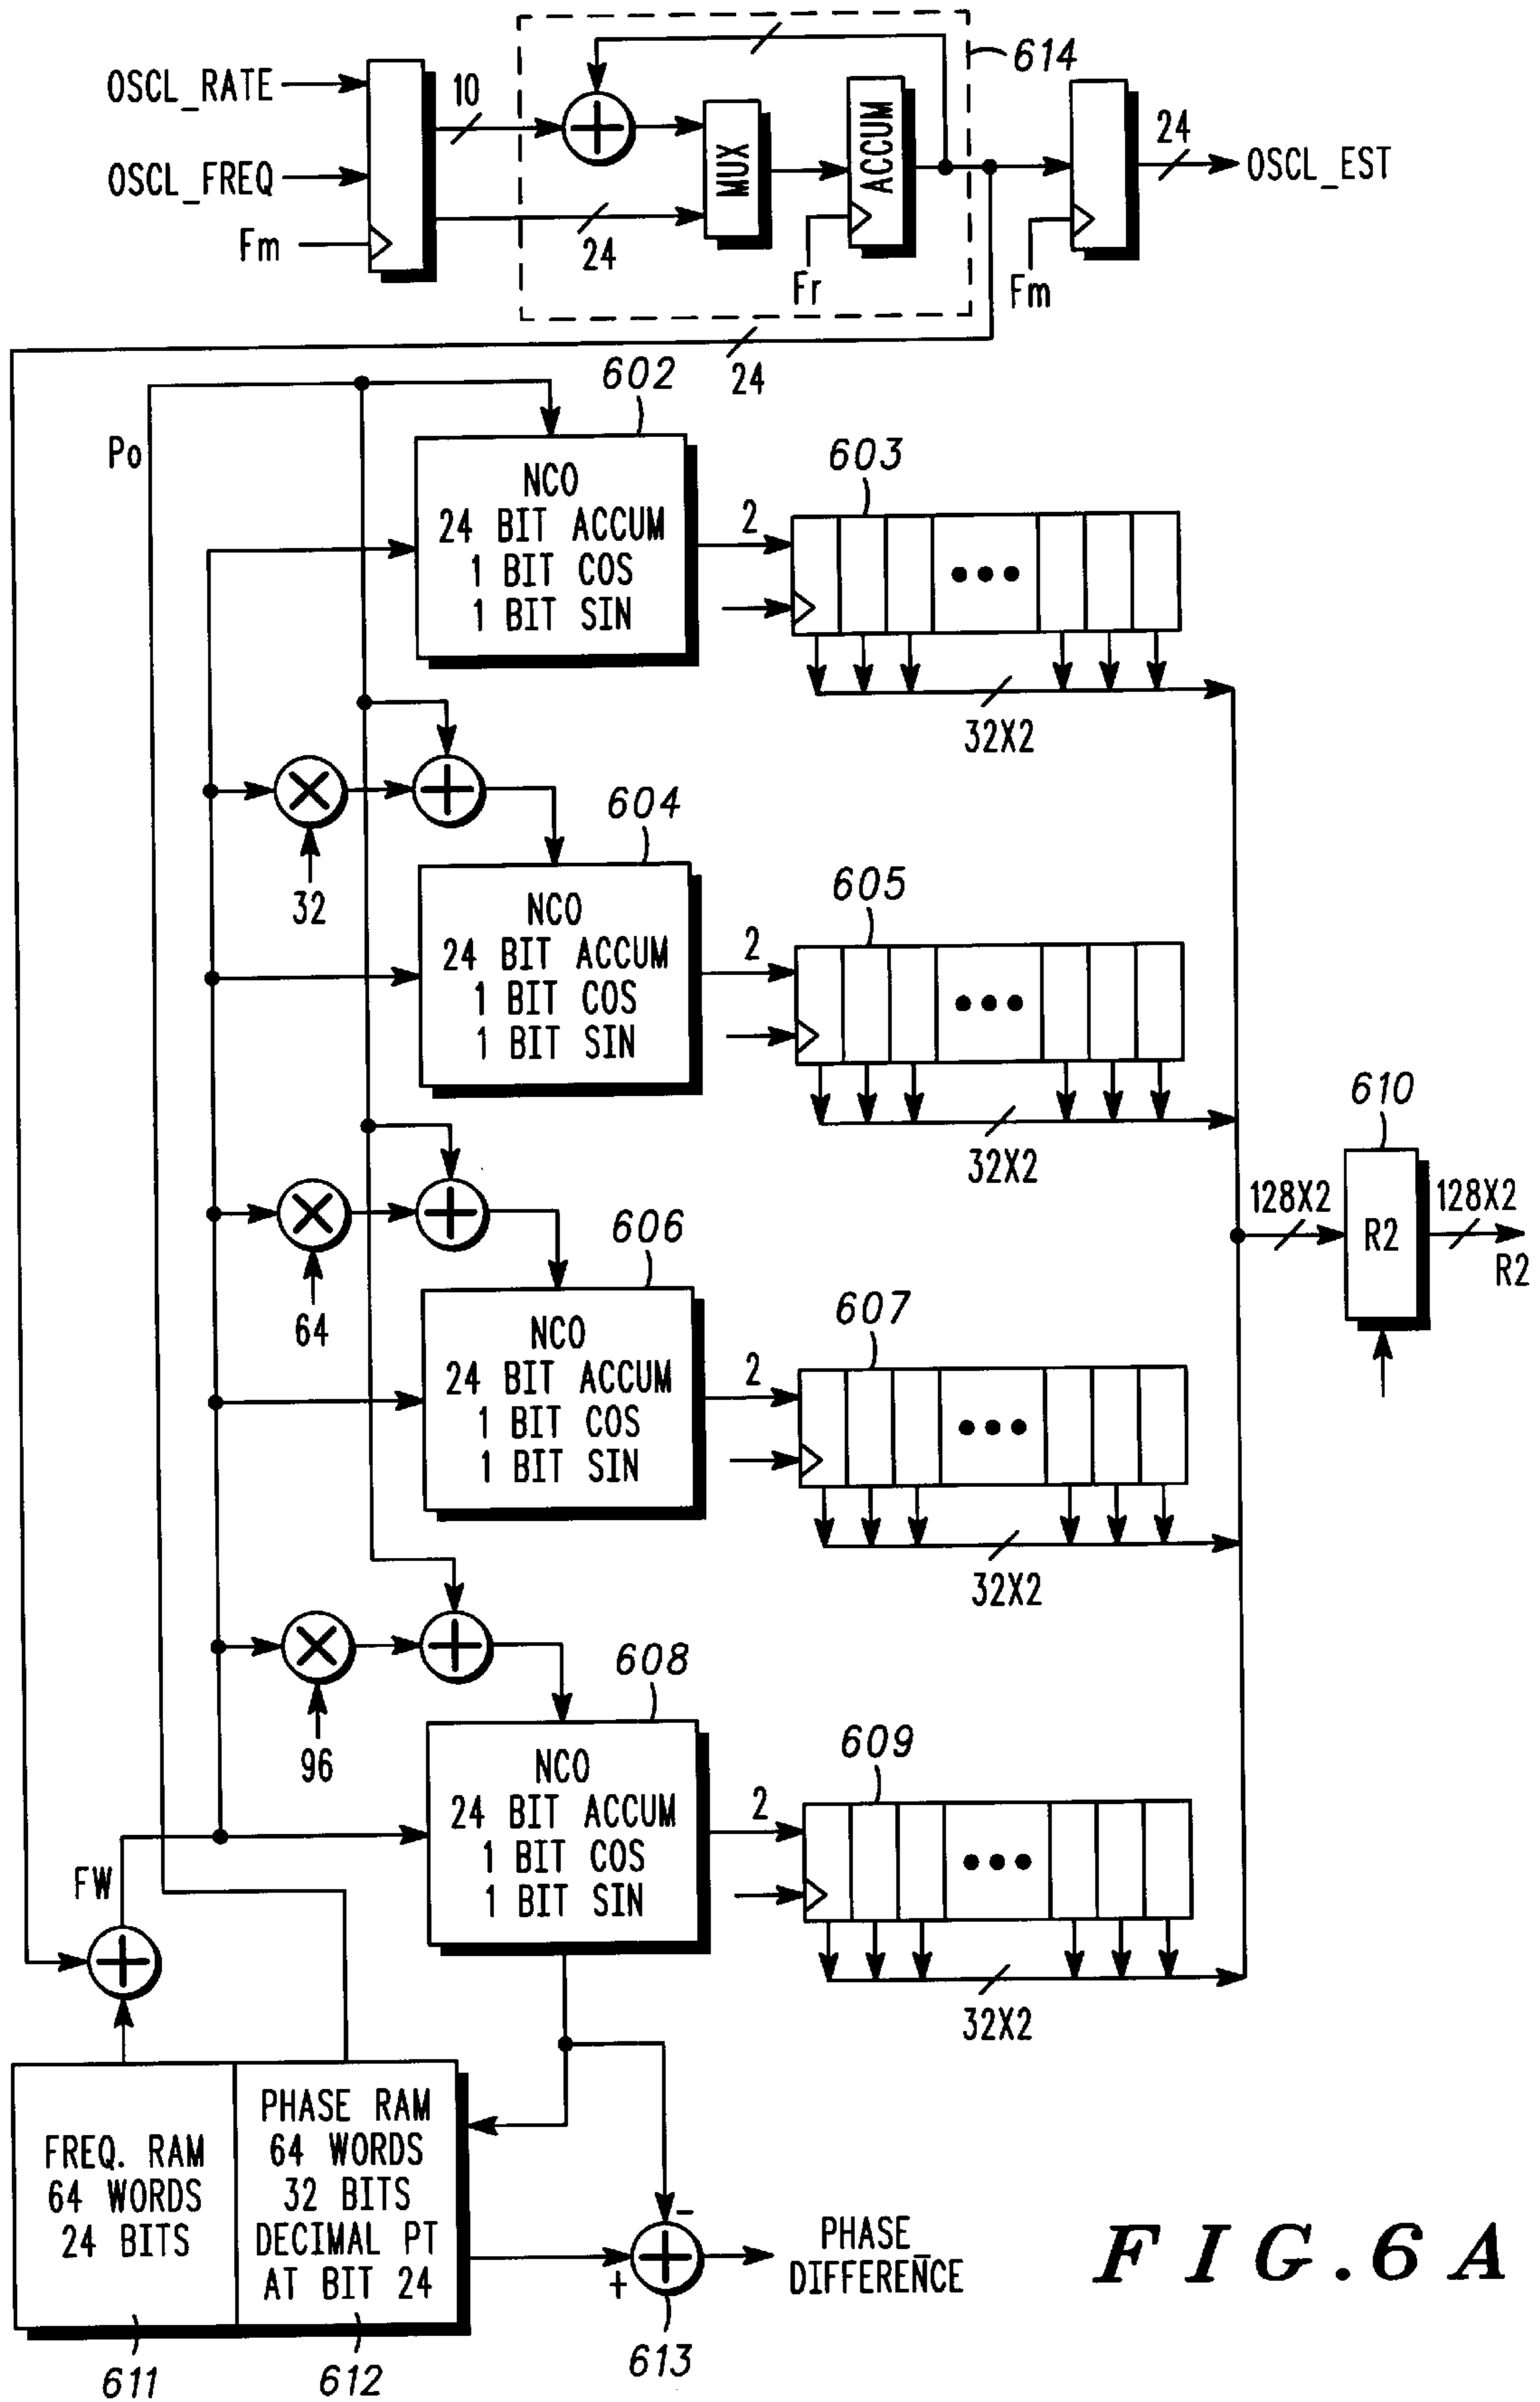 614
OSCL_RATE
10
24
OSCL_FREQ
MUX
ACCUM
OSCL_EST
Fm
24
Fr
Fm
24
602
Po
603
NCO
24 BIT ACCUM
1 BIT COS
1 BIT SIN
2
32X2
604
32
605
NCO
24 BIT ACCUM
1 BIT COS
1 BIT SIN
2
32X2
610
128X2
R2
128X2
R2
606
64
607
NCO
24 BIT ACCUM
1 BIT COS
1 BIT SIN
2
32X2
608
96
609
NCO
24 BIT ACCUM
1 BIT COS
1 BIT SIN
2
FW
32X2
FREQ. RAM
64 WORDS
24 BITS
PHASE RAM
64 WORDS
32 BITS
DECIMAL PT
AT BIT 24
-
+
PHASE
DIFFERENCE
611
612
613
FIG.6A